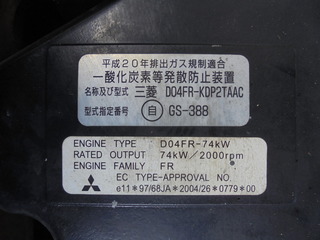 平成20年排出ガス規制適合
一酸化炭素等発散防止装置
名称及び型式 三菱 D04FR-KDP2TAAC
型式指定番号 自 GS-388
ENGINE TYPE D04FR-74kW
RATED OUTPUT 74kW/2000rpm
ENGINE FAMILY FR
EC TYPE-APPROVAL NO.
e11*97/68JA*2004/26*0779*00